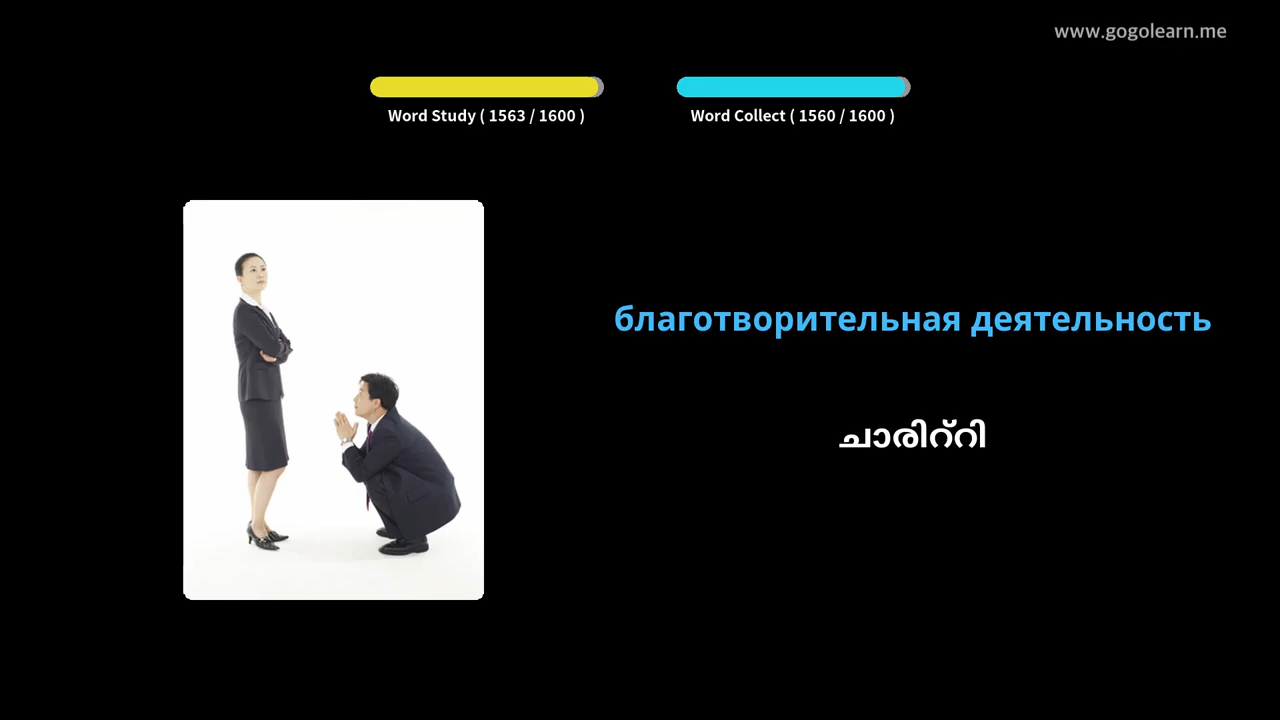 www.gogolearn.me
Word Study ( 1563 / 1600 )
Word Collect ( 1560 / 1600 )
благотворительная деятельность
ചാരിറ്റി